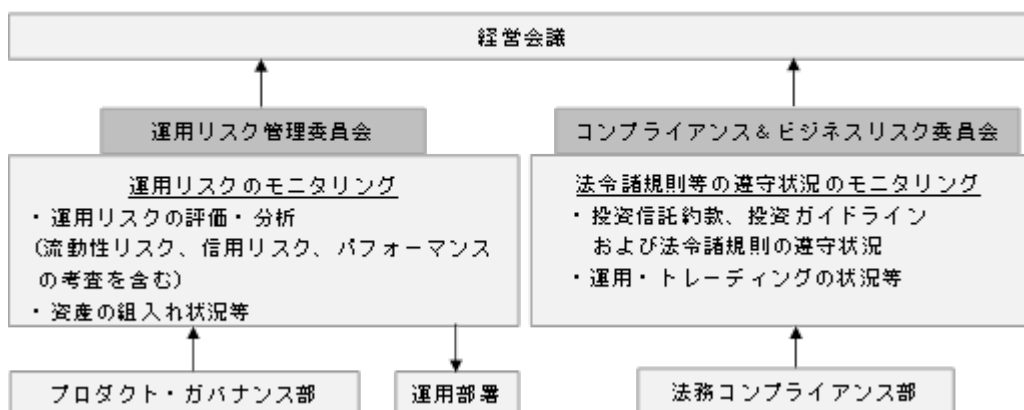 経営会議
運用リスク管理委員会
運用リスクのモニタリング
・運用リスクの評価・分析
(流動性リスク、信用リスク、パフォーマンス
の考査を含む)
・資産の組入れ状況等
コンプライアンス&ビジネスリスク委員会
法令諸規則等の遵守状況のモニタリング
・投資信託約款、投資ガイドライン
および法令諸規則の遵守状況
・運用・トレーディングの状況等
プロダクト・ガバナンス部
運用部署
法務コンプライアンス部